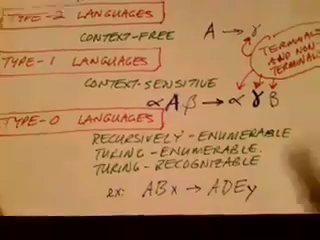 TYPE-2 LANGUAGES
CONTEXT-FREE A → γ
TYPE-1 LANGUAGES
TERMINALS AND NON-TERMINALS
CONTEXT-SENSITIVE
αAβ → αγβ
TYPE-0 LANGUAGES
RECURSIVELY-ENUMERABLE
TURING-ENUMERABLE.
TURING-RECOGNIZABLE
ex: ABx → ADEy